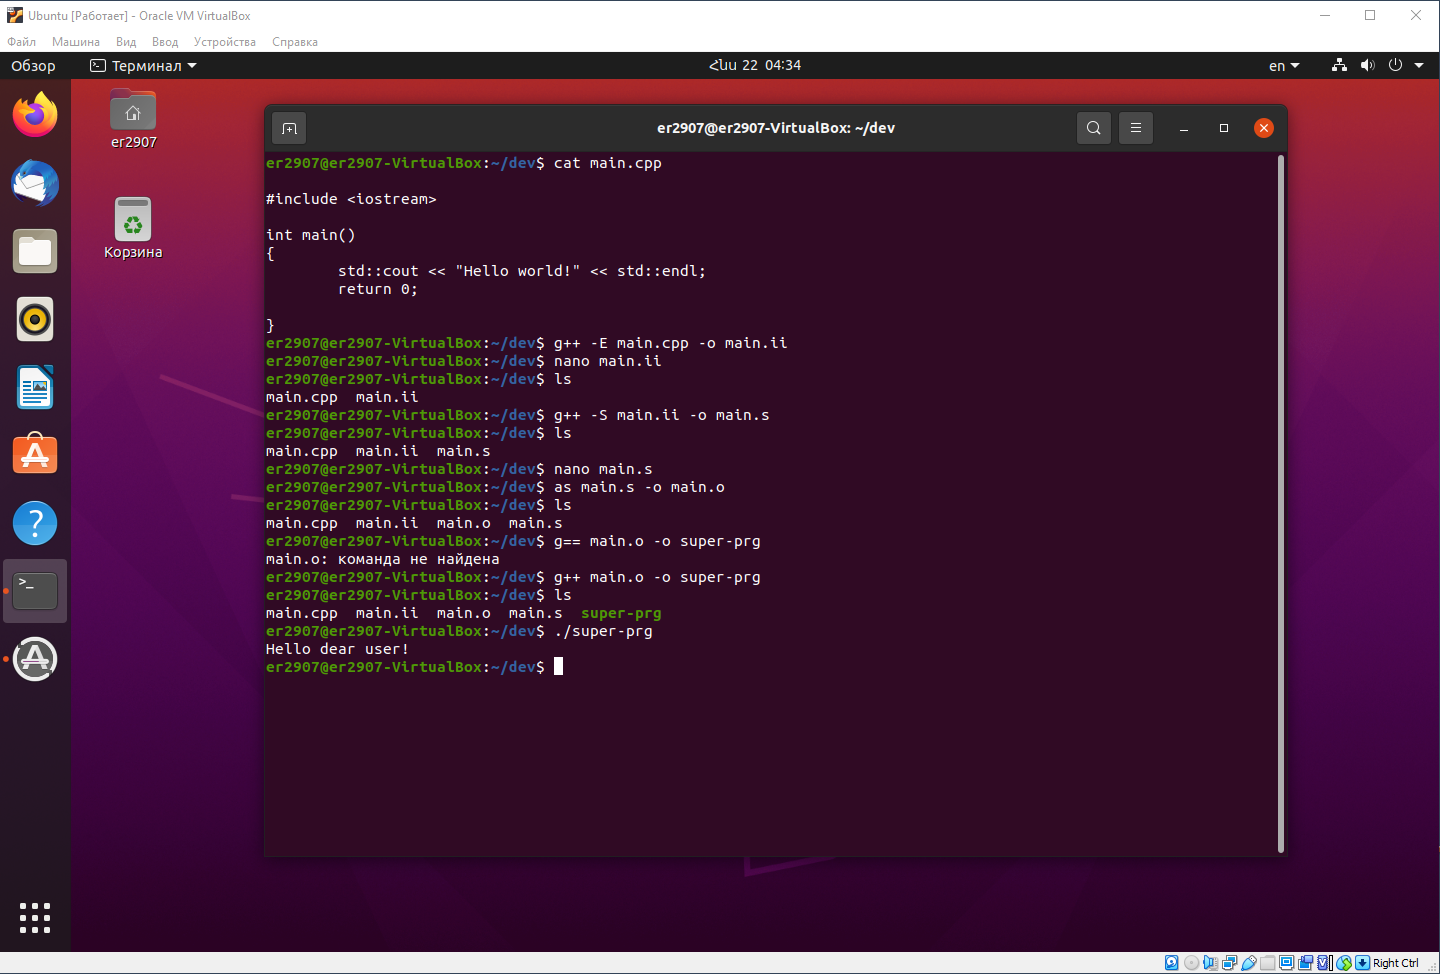 Ubuntu [Работает] - Oracle VM VirtualBox
Файл Машина Вид Ввод Устройства Справка
Обзор Терминал Հնս 22 04:34 en
er2907
Корзина
er2907@er2907-VirtualBox: ~/dev
er2907@er2907-VirtualBox:~/dev$ cat main.cpp
#include <iostream>
int main()
{
std::cout << "Hello world!" << std::endl;
return 0;
}
er2907@er2907-VirtualBox:~/dev$ g++ -E main.cpp -o main.ii
er2907@er2907-VirtualBox:~/dev$ nano main.ii
er2907@er2907-VirtualBox:~/dev$ ls
main.cpp main.ii
er2907@er2907-VirtualBox:~/dev$ g++ -S main.ii -o main.s
er2907@er2907-VirtualBox:~/dev$ ls
main.cpp main.ii main.s
er2907@er2907-VirtualBox:~/dev$ nano main.s
er2907@er2907-VirtualBox:~/dev$ as main.s -o main.o
er2907@er2907-VirtualBox:~/dev$ ls
main.cpp main.ii main.o main.s
er2907@er2907-VirtualBox:~/dev$ g== main.o -o super-prg
main.o: команда не найдена
er2907@er2907-VirtualBox:~/dev$ g++ main.o -o super-prg
er2907@er2907-VirtualBox:~/dev$ ls
main.cpp main.ii main.o main.s super-prg
er2907@er2907-VirtualBox:~/dev$ ./super-prg
Hello dear user!
er2907@er2907-VirtualBox:~/dev$
Right Ctrl